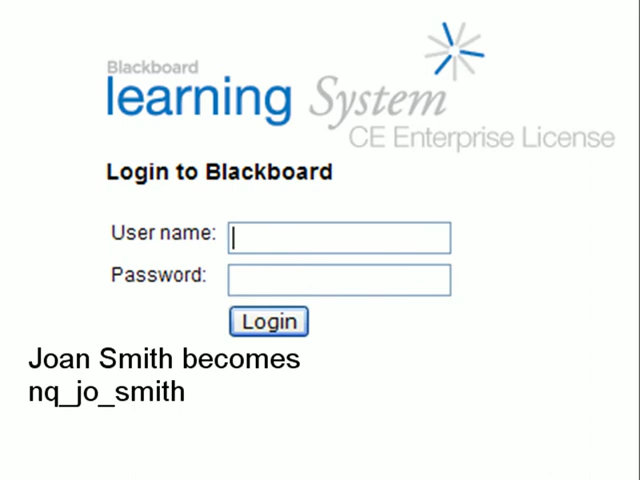 Blackboard
learning System
CE Enterprise License
Login to Blackboard
User name:
Password:
Login
Joan Smith becomes
nq_jo_smith